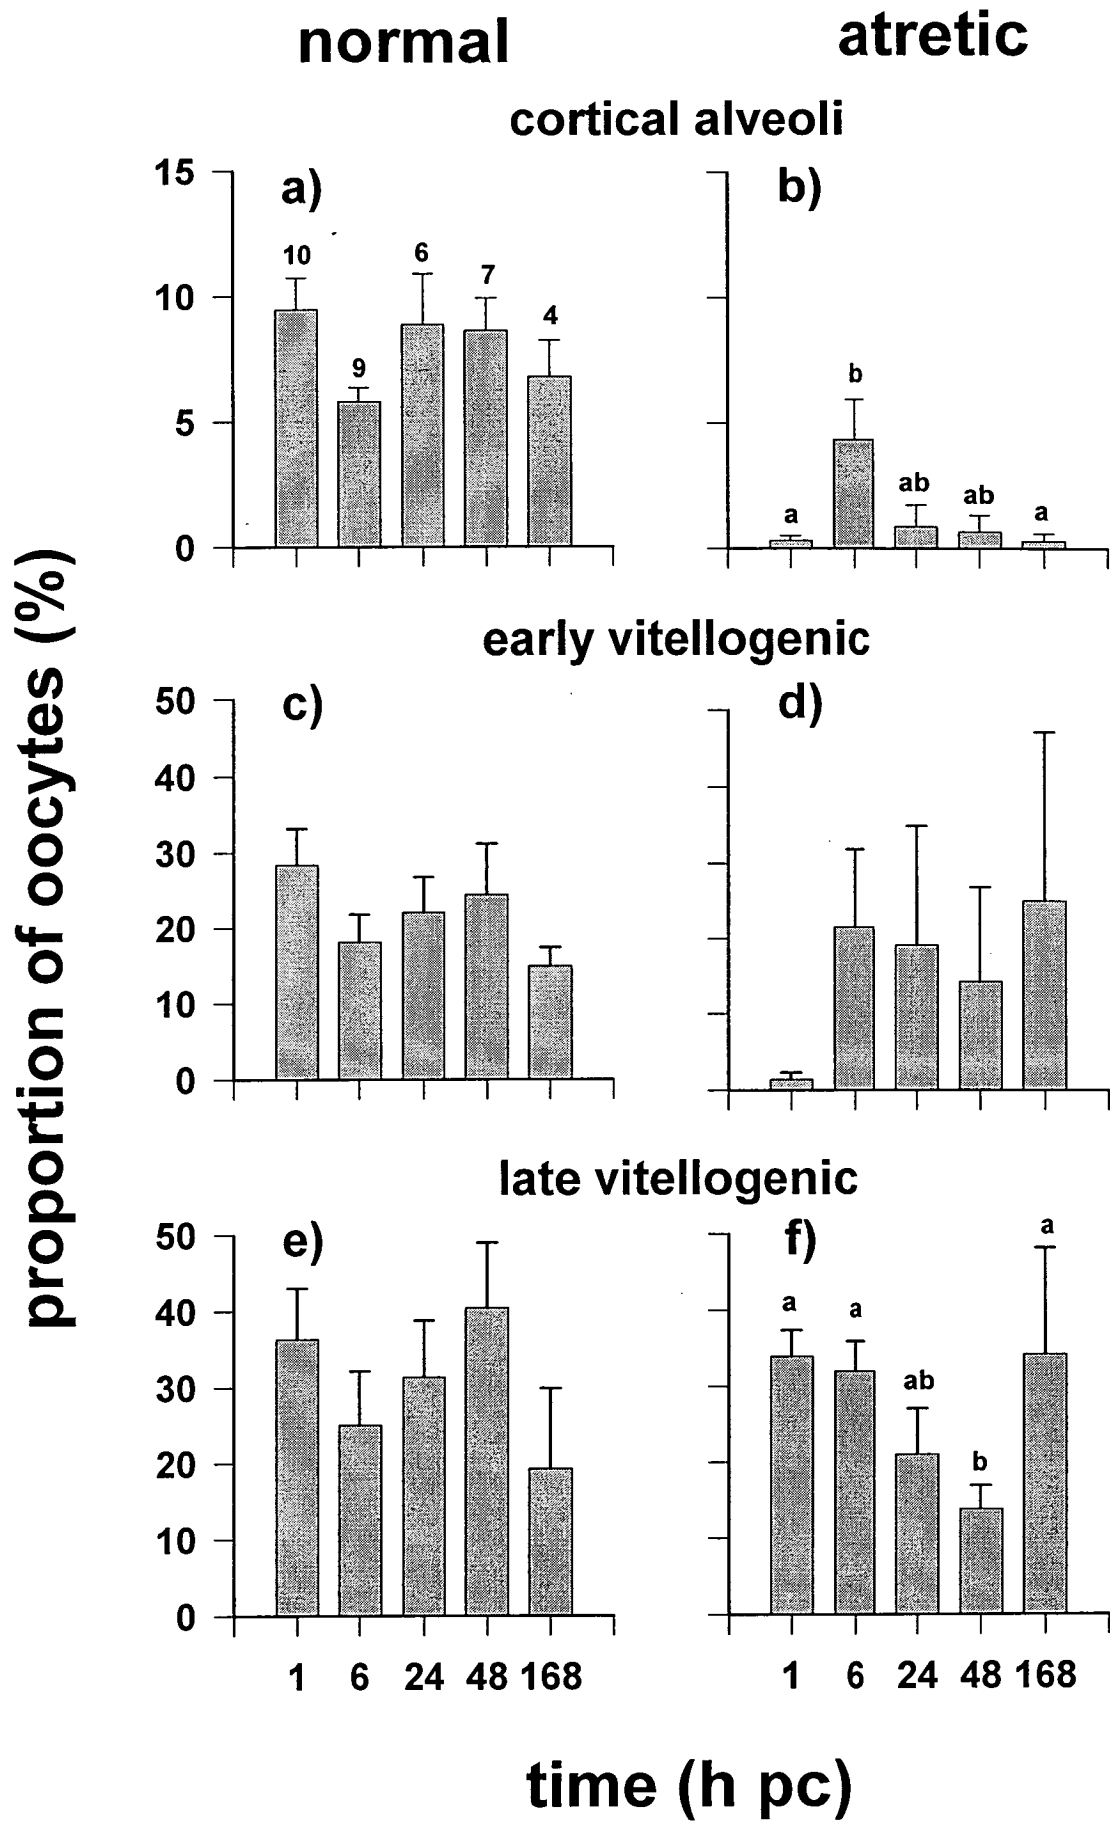 normal atretic
cortical alveoli
a) b)
15
10
5
0
10 9 6 7 4
b
a ab ab a
early vitellogenic
c) d)
50
40
30
20
10
0
late vitellogenic
e) f)
50
40
30
20
10
0
a a ab b a
1 6 24 48 168 1 6 24 48 168
proportion of oocytes (%)
time (h pc)